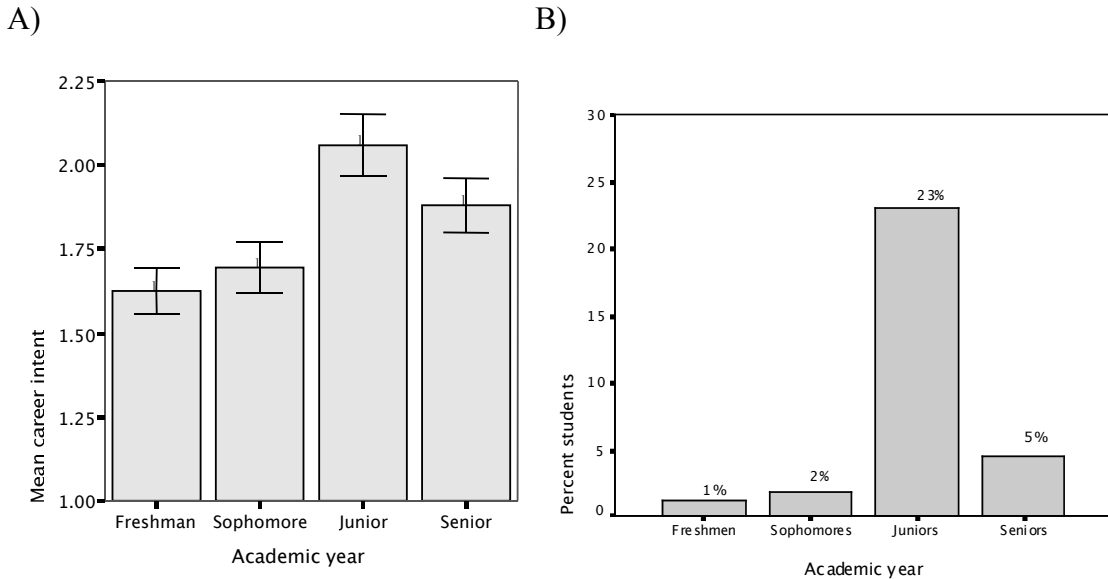 A)
2.25
2.00
1.75
1.50
1.25
1.00
Mean career intent
Freshman Sophomore Junior Senior
Academic year
B)
30
25
20
15
10
5
0
Percent students
1%
2%
23%
5%
Freshmen Sophomores Juniors Seniors
Academic year